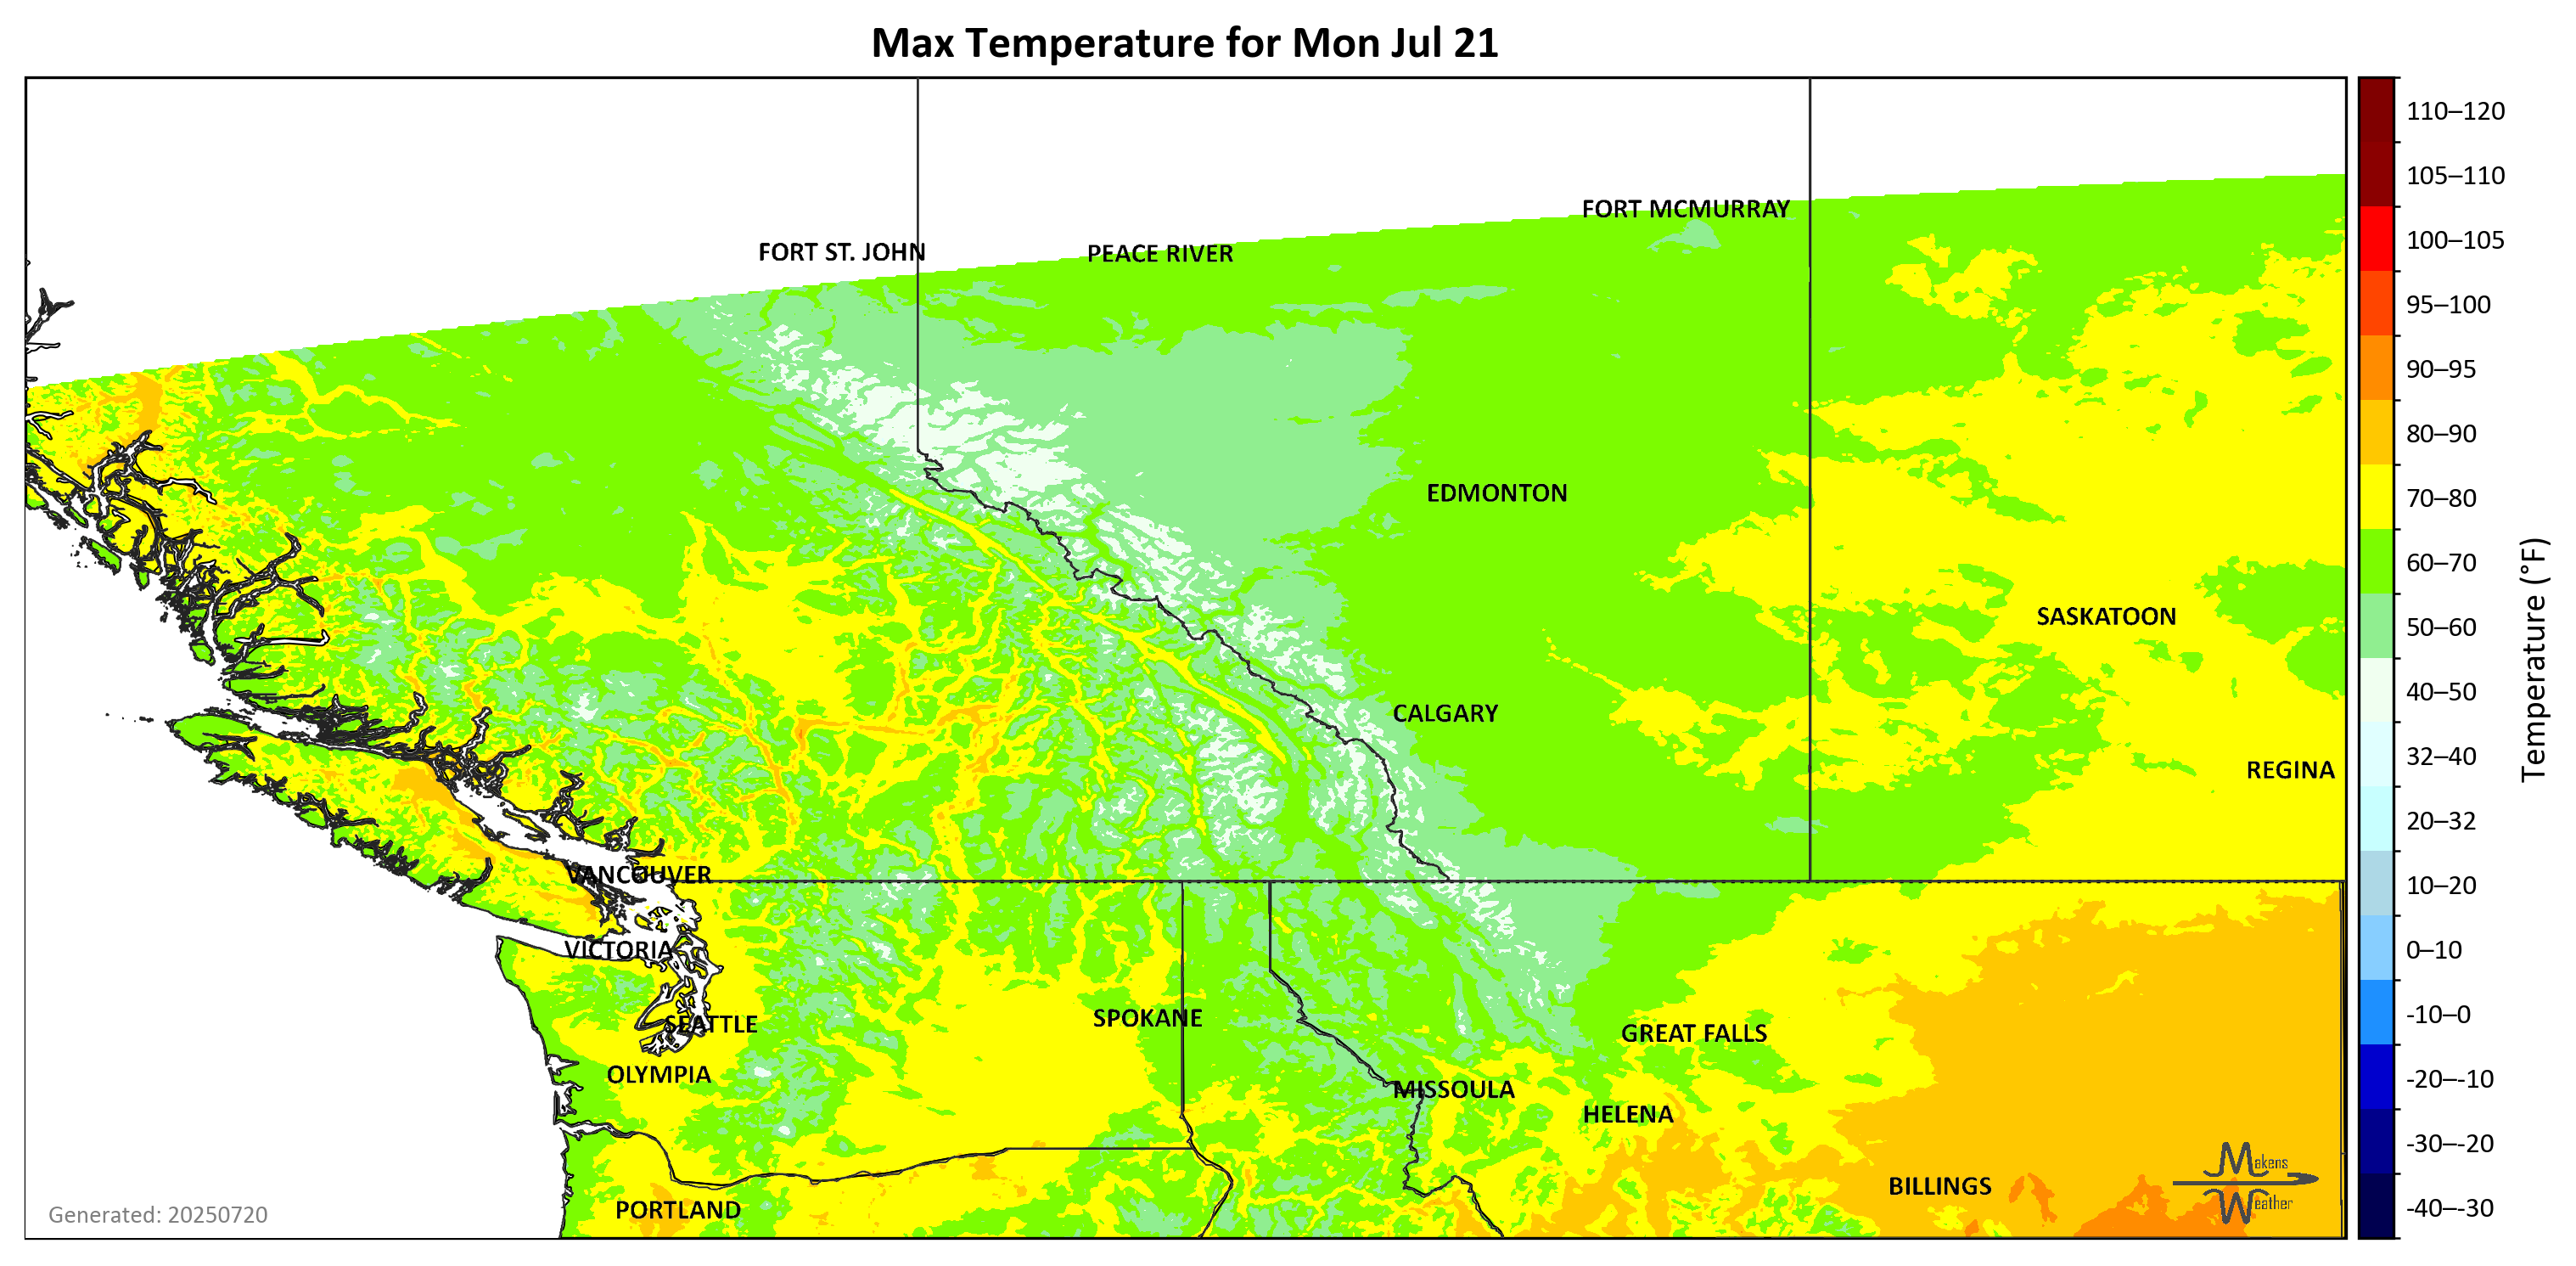 Max Temperature for Mon Jul 21
110–120
105–110
FORT MCMURRAY
100–105
FORT ST. JOHN
PEACE RIVER
95–100
90–95
80–90
EDMONTON
70–80
60–70
SASKATOON
50–60
40–50
CALGARY
REGINA
32–40
20–32
VANCOUVER
10–20
VICTORIA
0–10
SEATTLE
SPOKANE
GREAT FALLS
-10–0
OLYMPIA
MISSOULA
-20–-10
HELENA
-30–-20
Makens
Weather
BILLINGS
PORTLAND
-40–-30
Generated: 20250720
Temperature (°F)